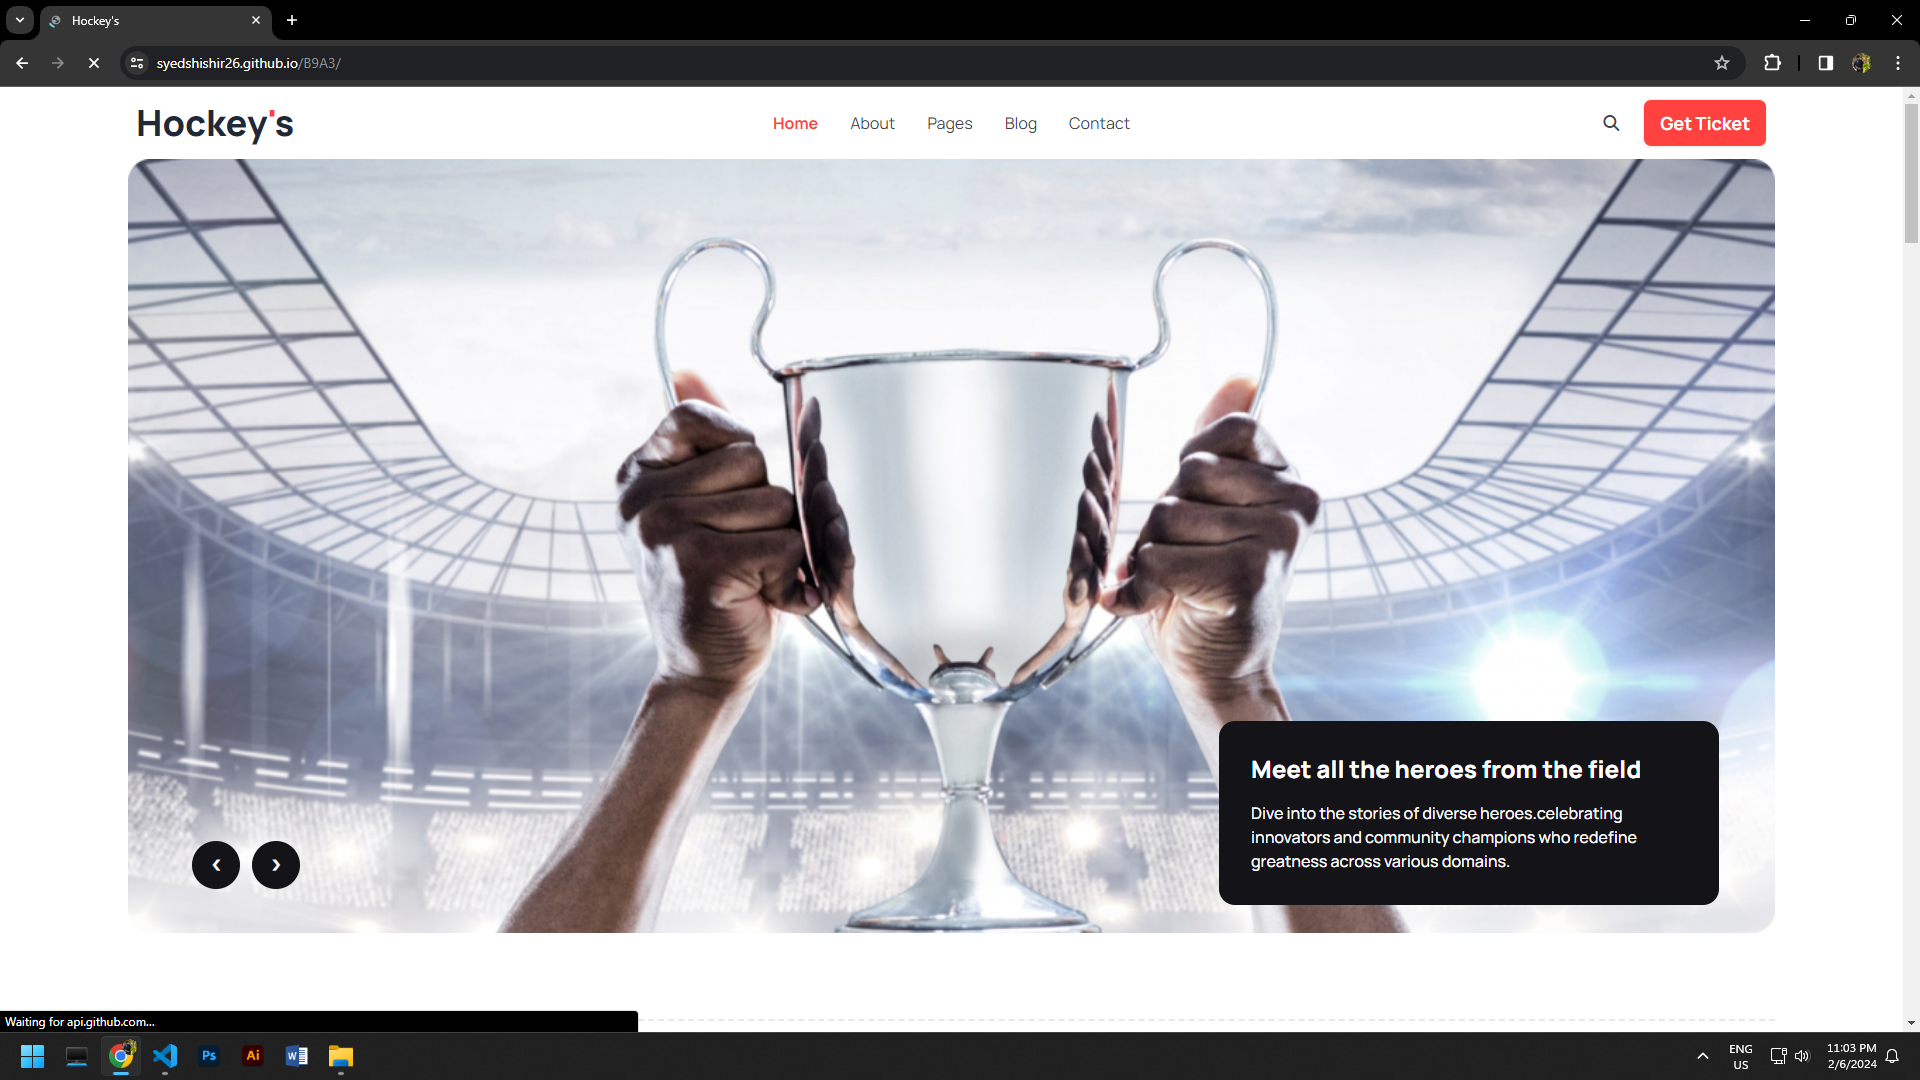 Hockey's
syedshishir26.github.io/B9A3/
Hockey's
Home About Pages Blog Contact
Get Ticket
Meet all the heroes from the field
Dive into the stories of diverse heroes.celebrating
innovators and community champions who redefine
greatness across various domains.
Waiting for api.github.com...
Ps Ai W
ENG
US
11:03 PM
2/6/2024